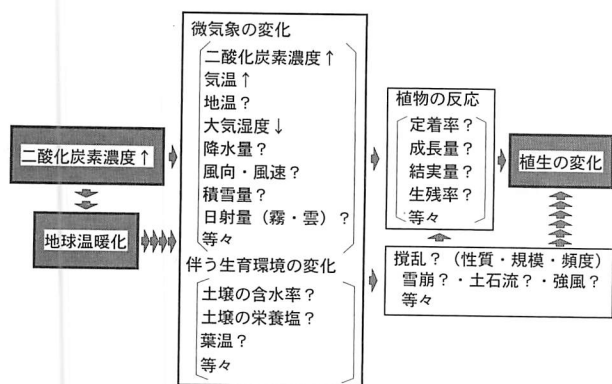 二酸化炭素濃度↑
地球温暖化
微気象の変化
二酸化炭素濃度↑
気温↑
地温？
大気湿度↓
降水量？
風向・風速？
積雪量？
日射量（霧・雲）？
等々
伴う生育環境の変化
土壌の含水率？
土壌の栄養塩？
葉温？
等々
植物の反応
定着率？
成長量？
結実量？
生残率？
等々
植生の変化
撹乱？（性質・規模・頻度）
雪崩？・土石流？・強風？
等々